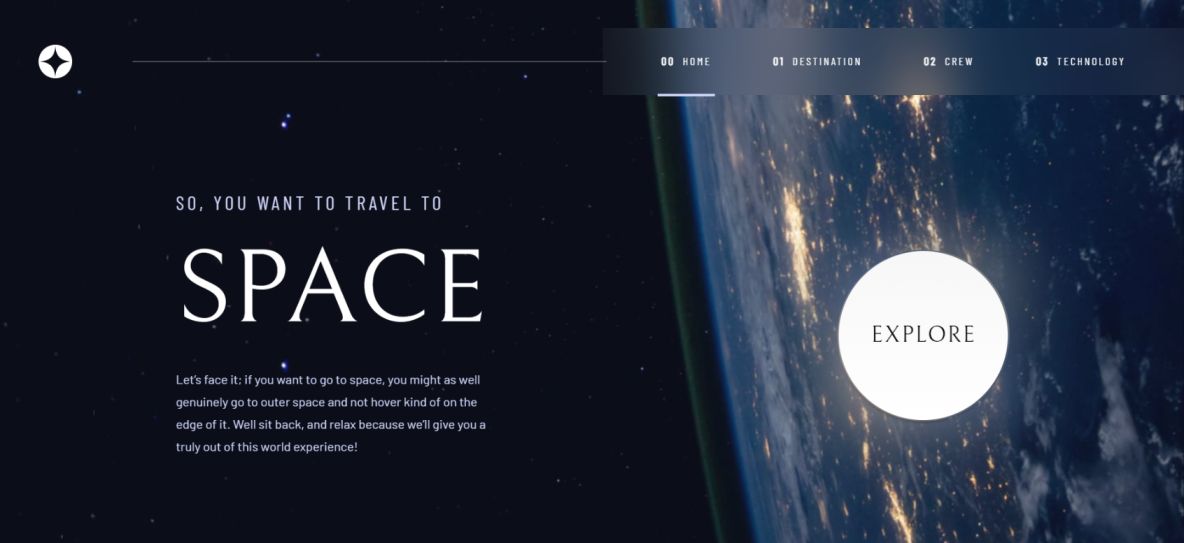 00 HOME 01 DESTINATION 02 CREW 03 TECHNOLOGY
SO, YOU WANT TO TRAVEL TO
SPACE
Let's face it; if you want to go to space, you might as well
genuinely go to outer space and not hover kind of on the
edge of it. Well sit back, and relax because we'll give you a
truly out of this world experience!
EXPLORE